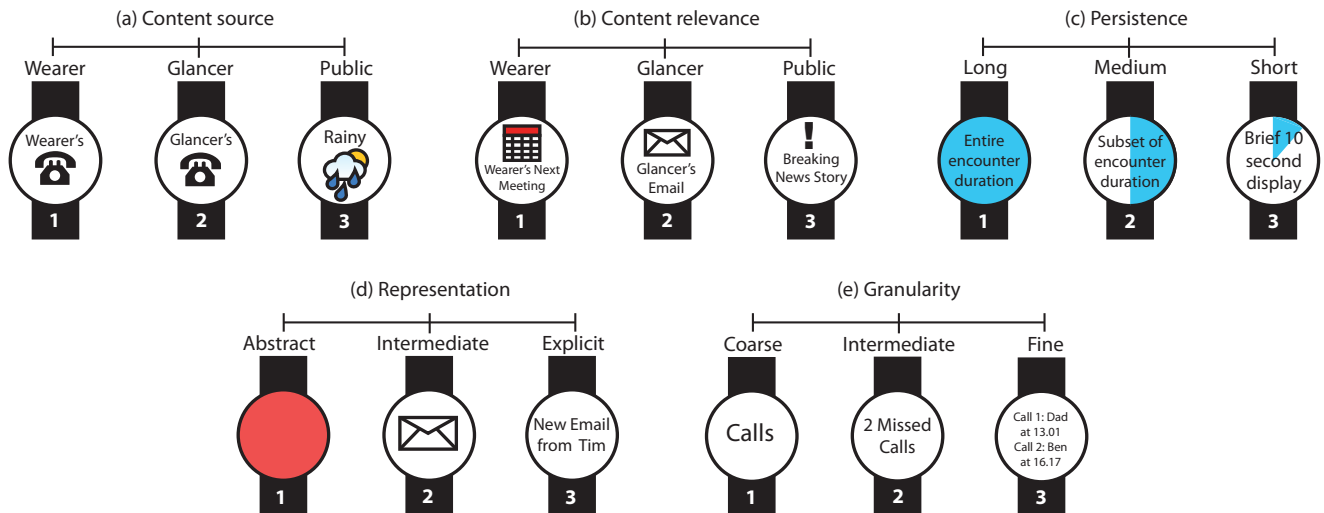 (a) Content source
Wearer
Glancer
Public
Wearer's
1
Glancer's
2
Rainy
3
(b) Content relevance
Wearer
Glancer
Public
Wearer's Next
Meeting
1
Glancer's
Email
2
!
Breaking
News Story
3
(c) Persistence
Long
Medium
Short
Entire
encounter
duration
1
Subset of
encounter
duration
2
Brief 10
second
display
3
(d) Representation
Abstract
Intermediate
Explicit
1
2
New Email
from Tim
3
(e) Granularity
Coarse
Intermediate
Fine
Calls
1
2 Missed
Calls
2
Call 1: Dad
at 13.01
Call 2: Ben
at 16.17
3